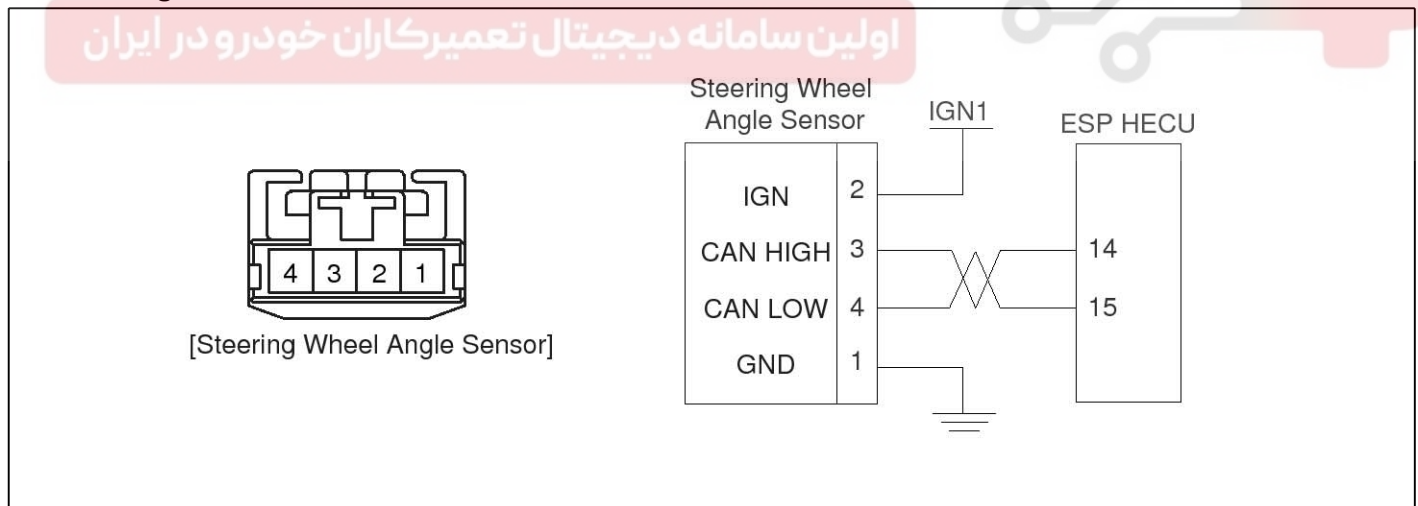 اولین سامانه دیجیتال تعمیرکاران خودرو در ایران
Steering Wheel
Angle Sensor
IGN1
ESP HECU
IGN 2
CAN HIGH 3 14
CAN LOW 4 15
GND 1
4 3 2 1
[Steering Wheel Angle Sensor]